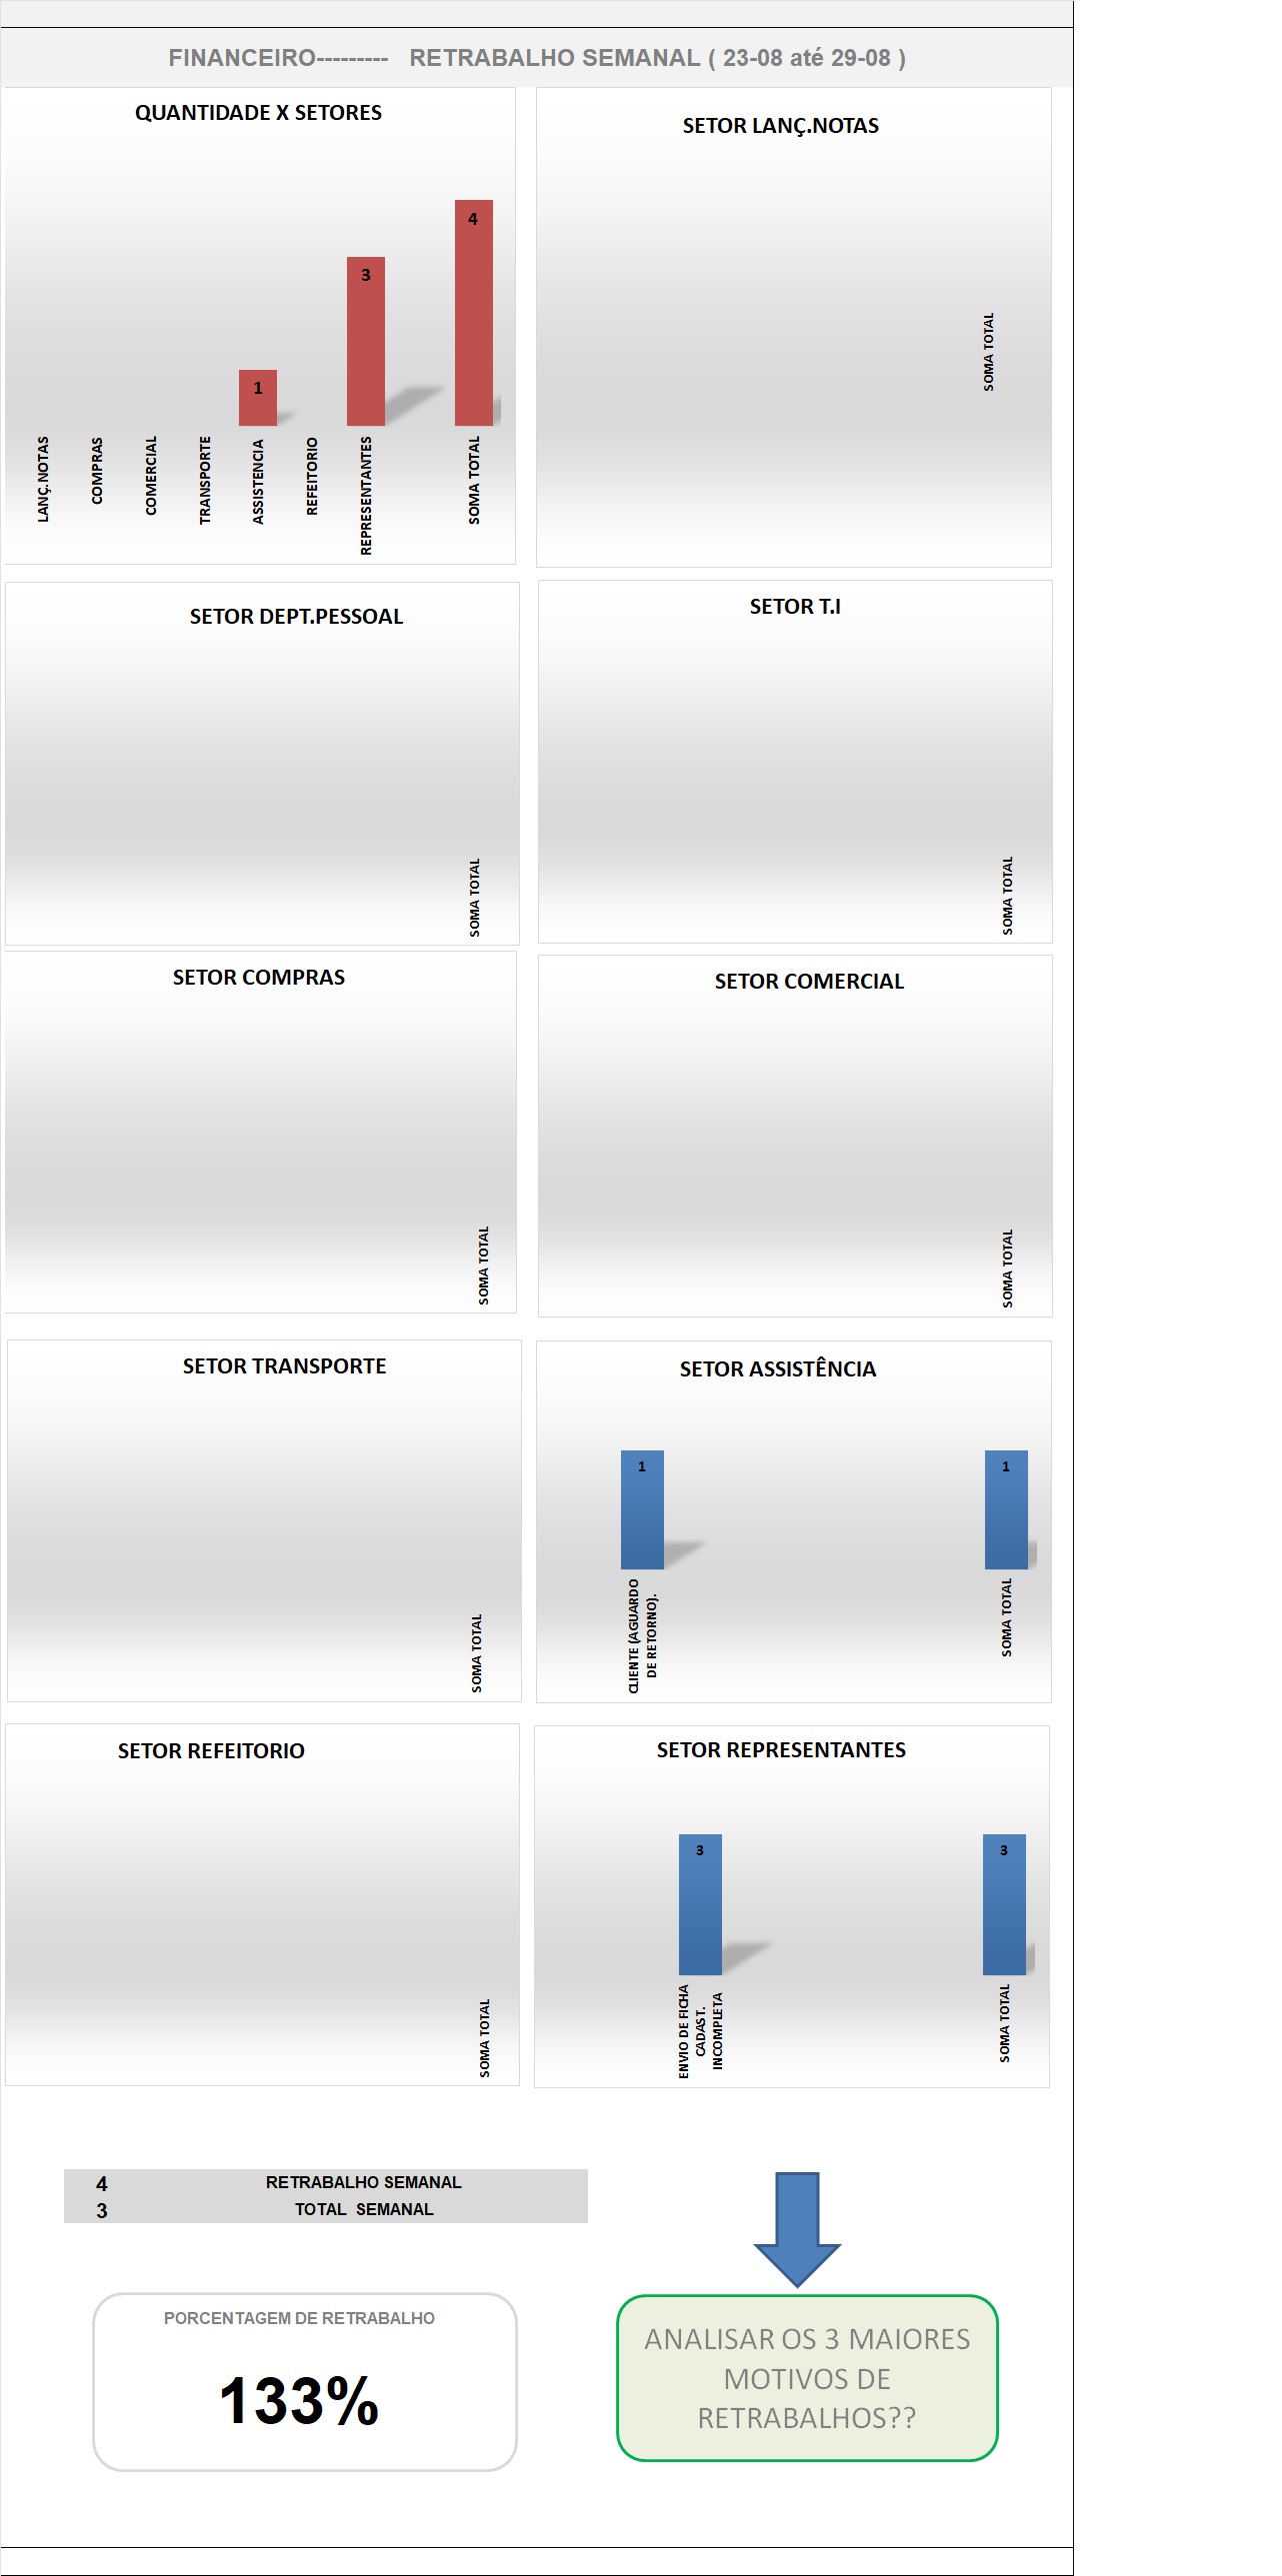 FINANCEIRO---------   RETRABALHO SEMANAL ( 23-08 até 29-08 )
QUANTIDADE X SETORES
1
3
4
LANÇ.NOTAS
COMPRAS
COMERCIAL
TRANSPORTE
ASSISTENCIA
REFEITORIO
REPRESENTANTES
SOMA TOTAL
SETOR LANÇ.NOTAS
SOMA TOTAL
SETOR DEPT.PESSOAL
SOMA TOTAL
SETOR T.I
SOMA TOTAL
SETOR COMPRAS
SOMA TOTAL
SETOR COMERCIAL
SOMA TOTAL
SETOR TRANSPORTE
SOMA TOTAL
SETOR ASSISTÊNCIA
1
1
CLIENTE (AGUARDO
DE RETORNO).
SOMA TOTAL
SETOR REFEITORIO
SOMA TOTAL
SETOR REPRESENTANTES
3
3
ENVIO DE FICHA
CADAST.
INCOMPLETA
SOMA TOTAL
4 RETRABALHO SEMANAL
3 TOTAL  SEMANAL
PORCENTAGEM DE RETRABALHO
133%
ANALISAR OS 3 MAIORES
MOTIVOS DE
RETRABALHOS??